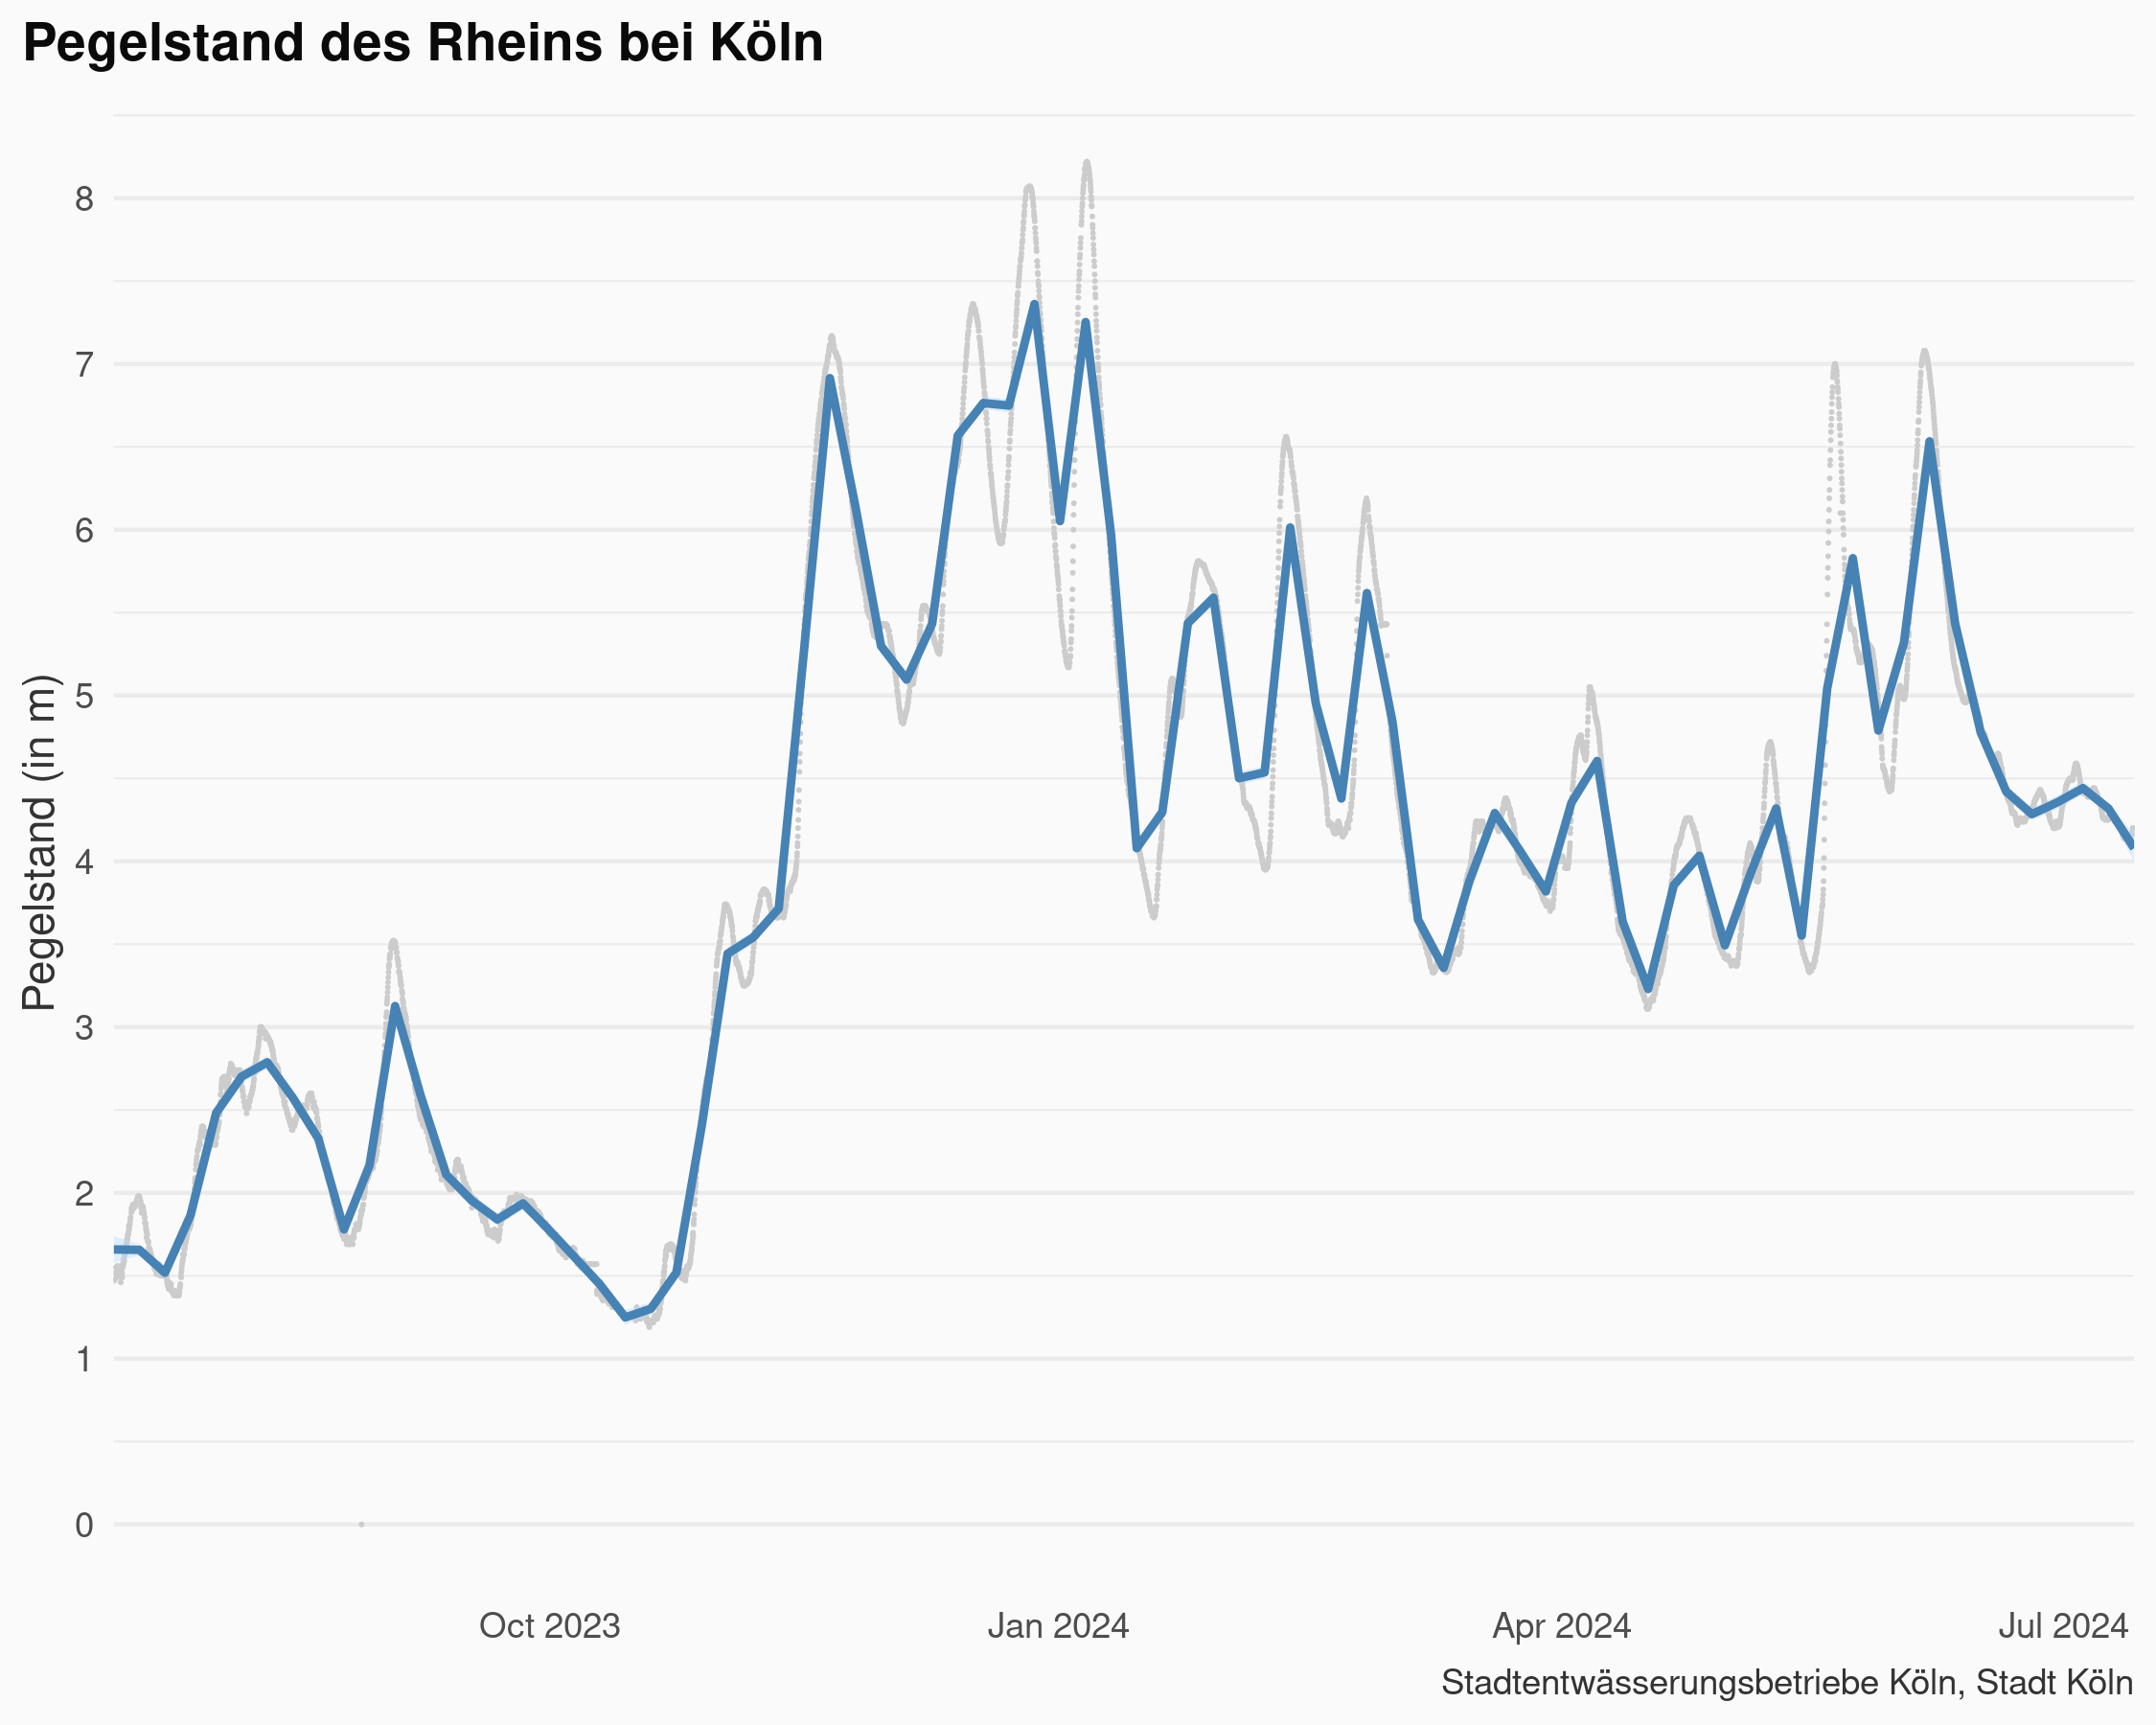 Pegelstand des Rheins bei Köln
Pegelstand (in m)
8
7
6
5
4
3
2
1
0
Oct 2023 Jan 2024 Apr 2024 Jul 2024
Stadtentwässerungsbetriebe Köln, Stadt Köln